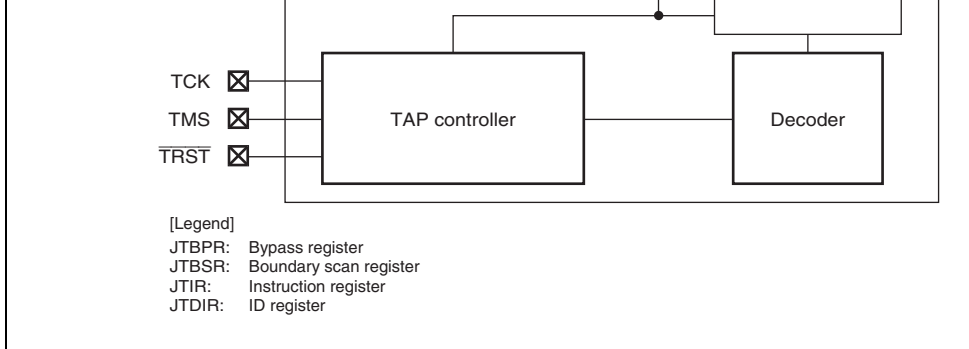 TCK
TMS
TRST
TAP controller
Decoder
[Legend]
JTBPR: Bypass register
JTBSR: Boundary scan register
JTIR: Instruction register
JTDIR: ID register